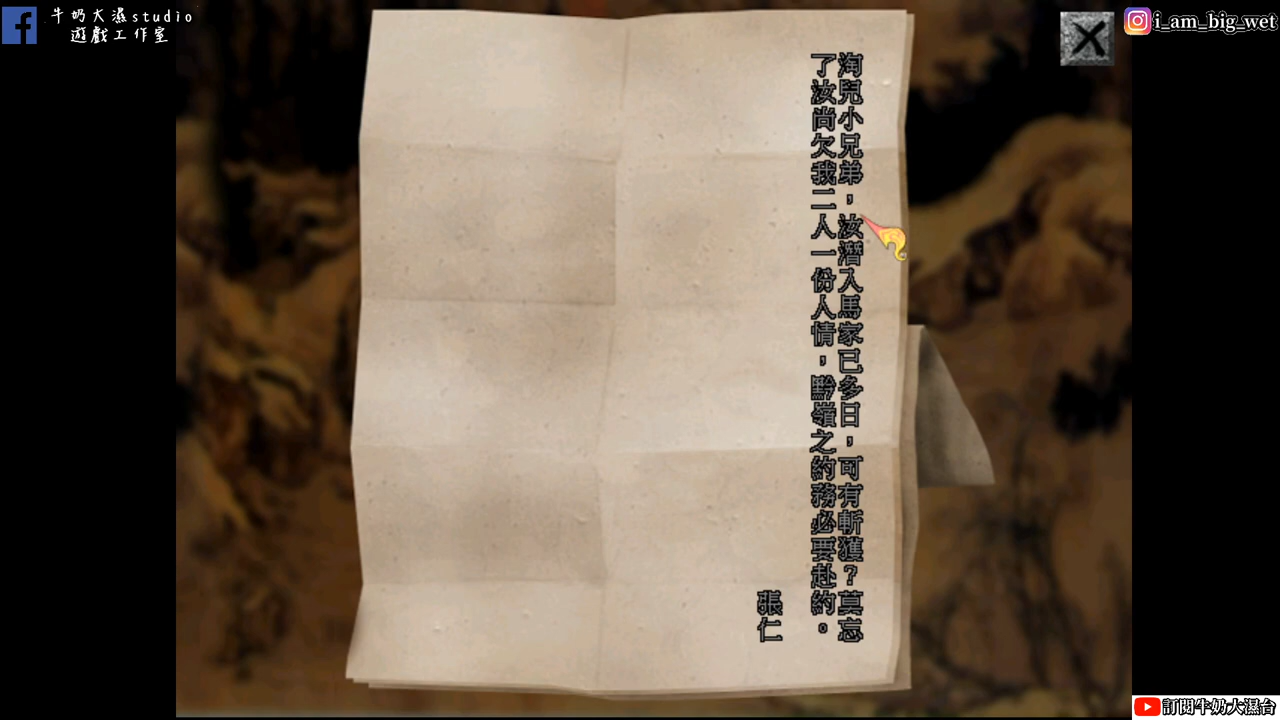 牛奶大濕studio
遊戲工作室
i_am_big_wet
淘兒小兄弟，汝潛入馬家已多日，可有斬獲？莫忘
了汝尚欠我二人一份人情，黔嶺之約務必要赴約。
張仁
訂閱牛奶大濕台